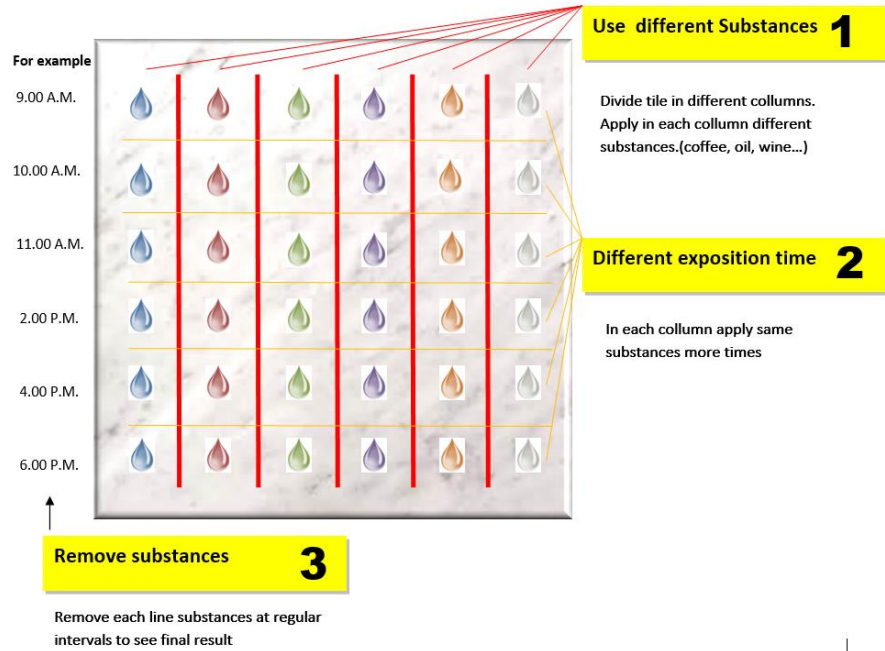 Use different Substances 1
For example
9.00 A.M.
Divide tile in different collumns.
Apply in each collumn different
substances.(coffee, oil, wine...)
10.00 A.M.
11.00 A.M.
Different exposition time 2
2.00 P.M.
In each collumn apply same
substances more times
4.00 P.M.
6.00 P.M.
Remove substances 3
Remove each line substances at regular
intervals to see final result